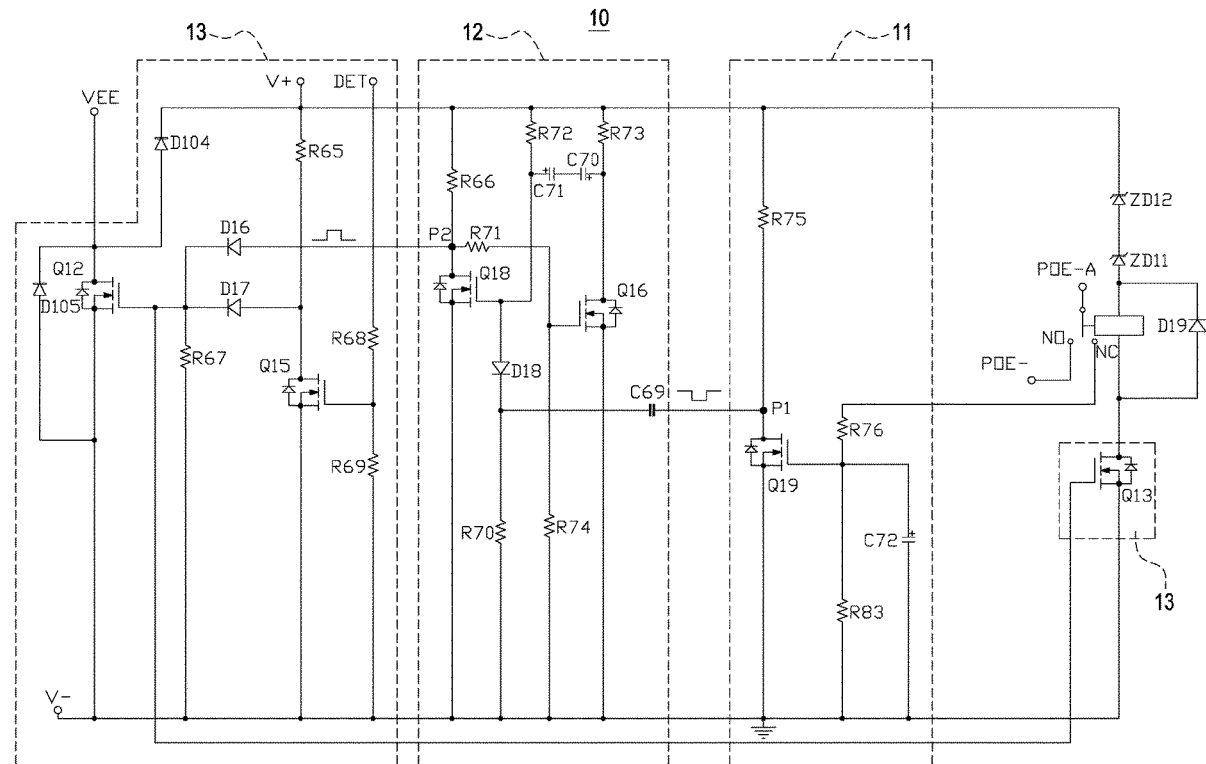 10
13
12
11
V+
DET
VEE
D104
R65
R72
R73
C70
C71
R66
R75
ZD12
D16
P2
R71
ZD11
POE-A
Q12
Q18
Q16
D105
D17
NO
NC
D19
R67
R68
POE-
Q15
D18
C69
P1
R76
R69
Q19
Q13
R70
R74
C72
13
R83
V-